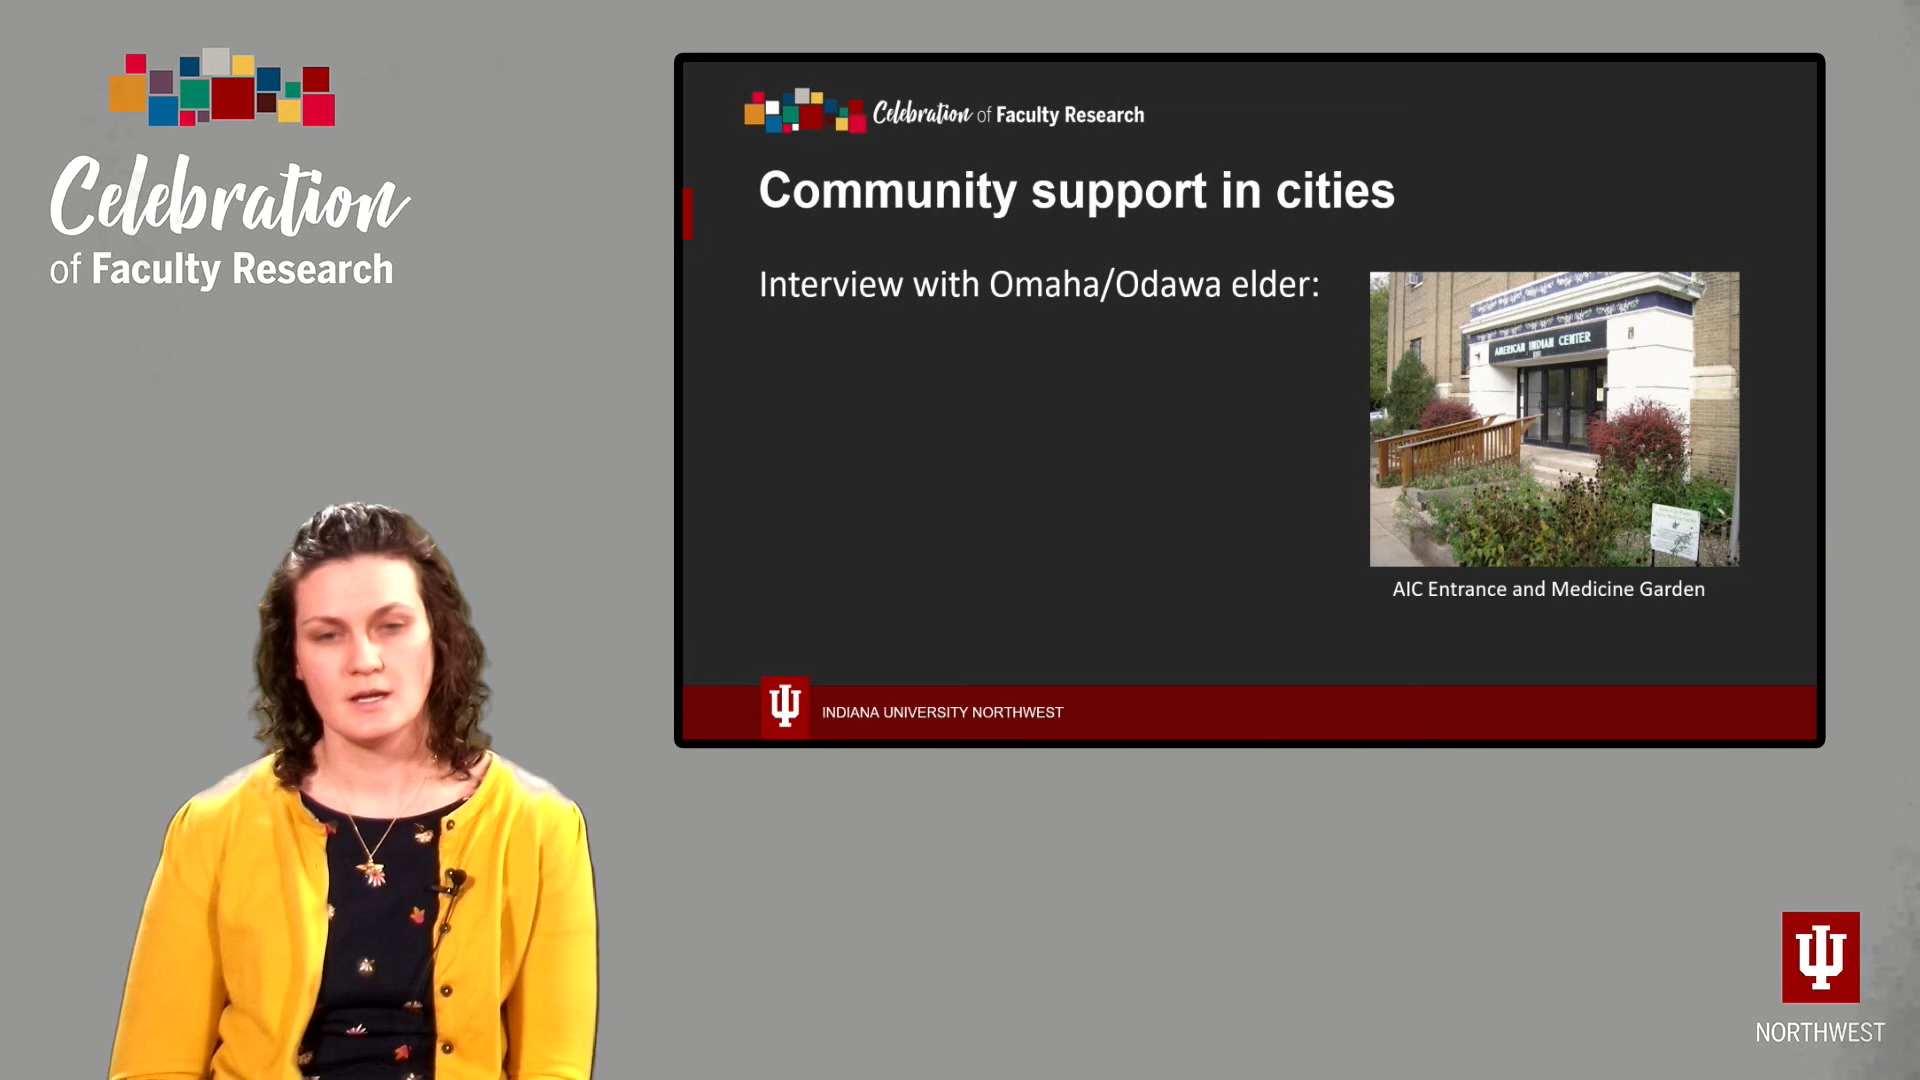 Celebration
of Faculty Research
Celebration of Faculty Research
Community support in cities
Interview with Omaha/Odawa elder:
AMERICAN INDIAN CENTER
AIC Entrance and Medicine Garden
INDIANA UNIVERSITY NORTHWEST
NORTHWEST